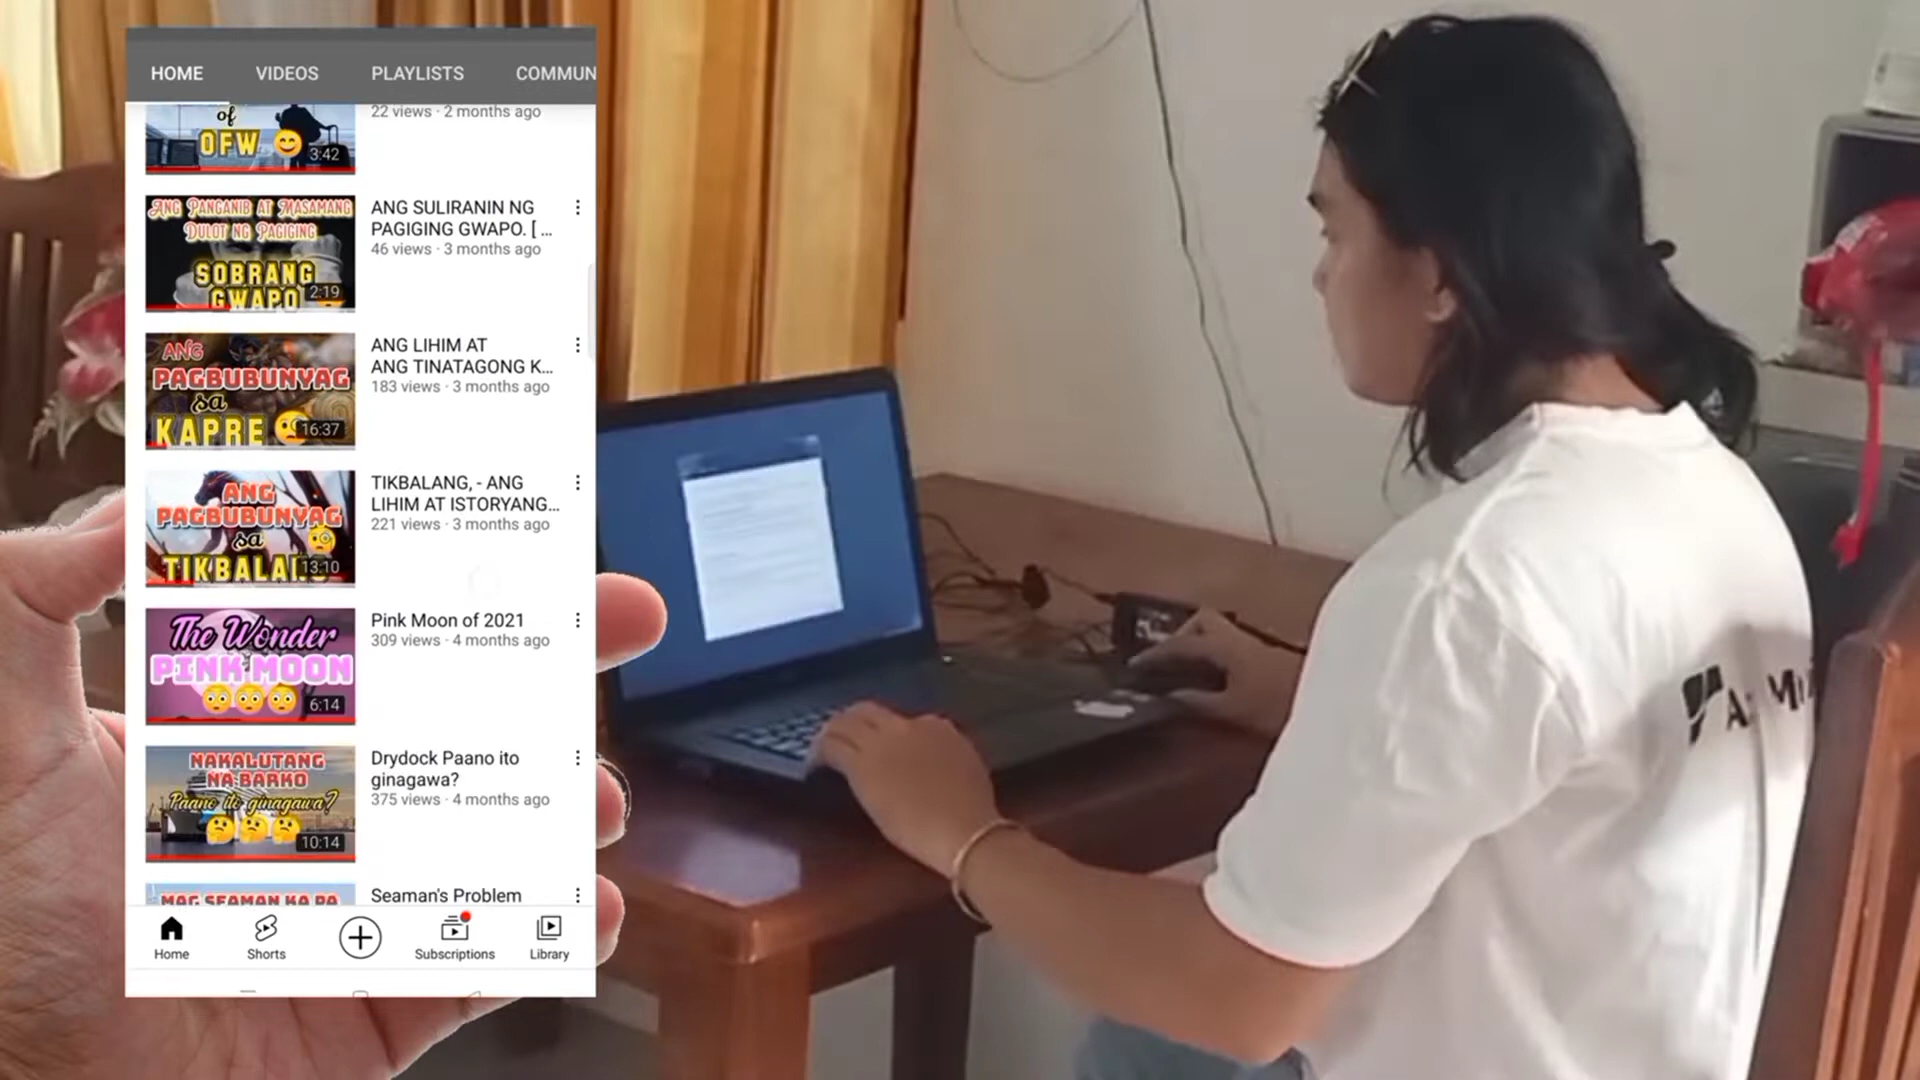 HOME VIDEOS PLAYLISTS COMMUN
of
OFW
3:42
22 views · 2 months ago
ANG PANGANIB AT MASAMANG
DULOT NG PAGIGING
SOBRANG
GWAPO
2:19
ANG SULIRANIN NG
PAGIGING GWAPO. [ ...
46 views · 3 months ago
ANG
PAGBUBUNYAG
sa
KAPRE
16:37
ANG LIHIM AT
ANG TINATAGONG K...
183 views · 3 months ago
ANG
PAGBUBUNYAG
sa
TIKBALANG
13:10
TIKBALANG, - ANG
LIHIM AT ISTORYANG...
221 views · 3 months ago
The Wonder
PINK MOON
6:14
Pink Moon of 2021
309 views · 4 months ago
NAKALUTANG
NA BARKO
Paano ito ginagawa?
10:14
Drydock Paano ito
ginagawa?
375 views · 4 months ago
MAG SEAMAN KA PA
Seaman's Problem
Home Shorts Subscriptions Library